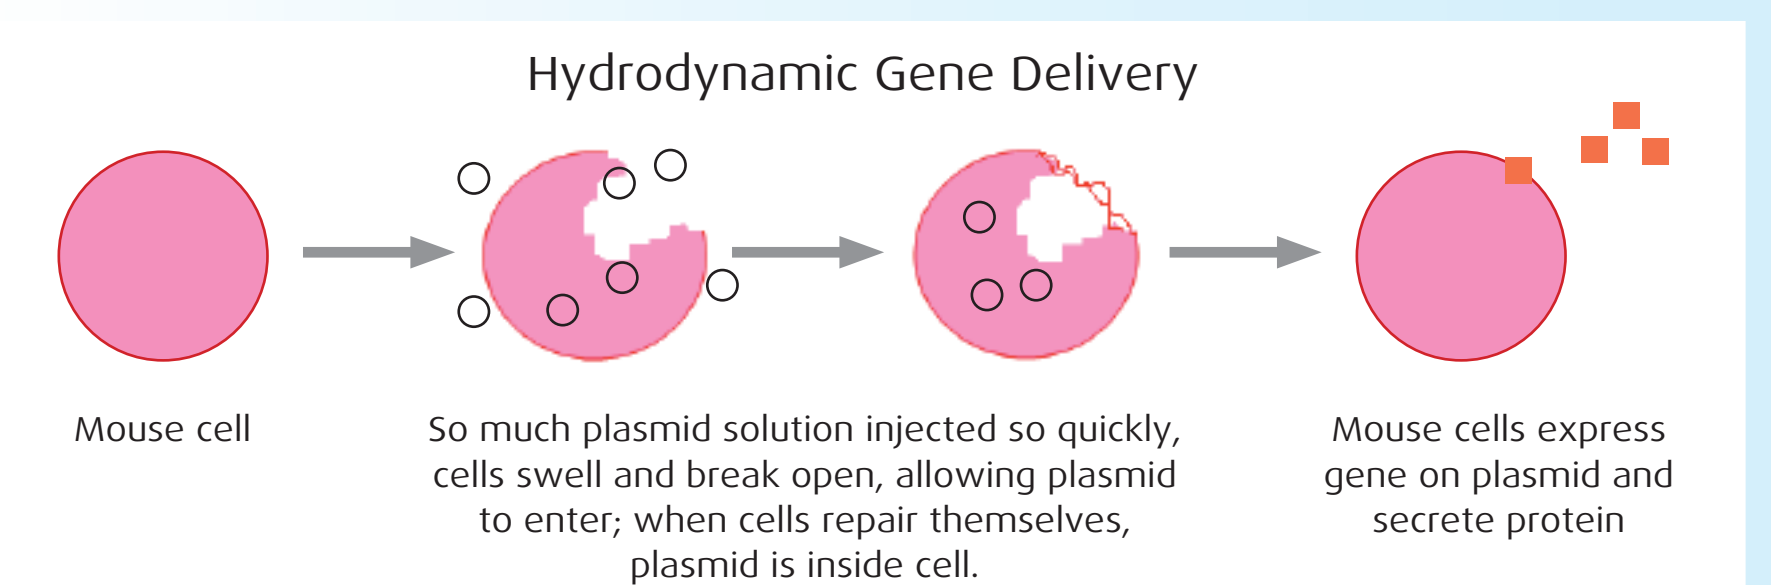 Hydrodynamic Gene Delivery
Mouse cell
So much plasmid solution injected so quickly,
cells swell and break open, allowing plasmid
to enter; when cells repair themselves,
plasmid is inside cell.
Mouse cells express
gene on plasmid and
secrete protein